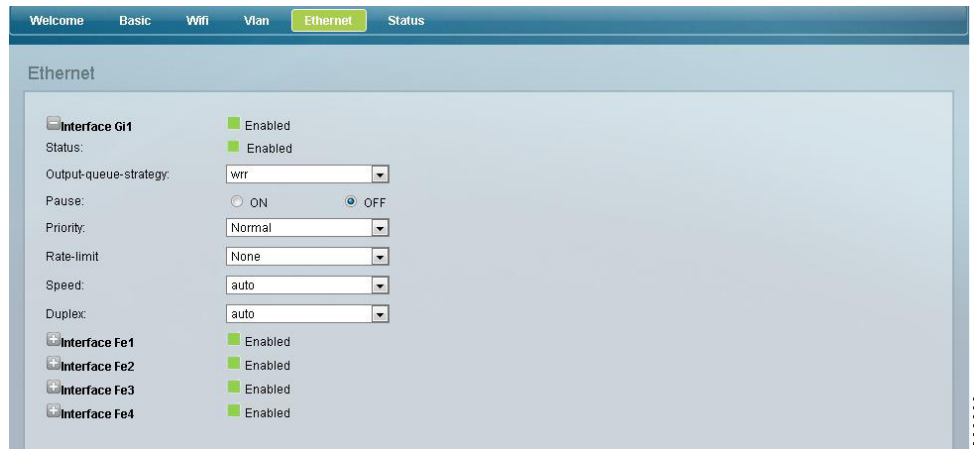 Welcome Basic Wifi Vlan Ethernet Status
Ethernet
Interface Gi1 Enabled
Status: Enabled
Output-queue-strategy: wrr
Pause: ON OFF
Priority: Normal
Rate-limit None
Speed: auto
Duplex: auto
Interface Fe1 Enabled
Interface Fe2 Enabled
Interface Fe3 Enabled
Interface Fe4 Enabled